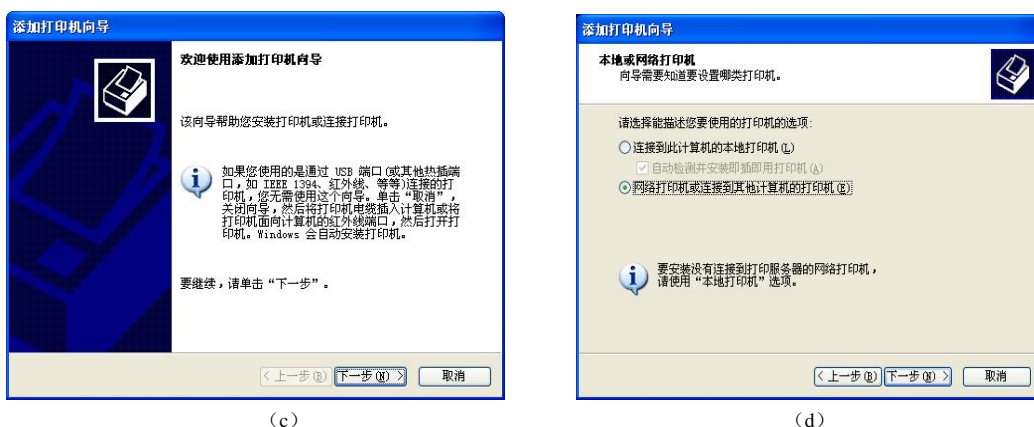 添加打印机向导
欢迎使用添加打印机向导
该向导帮助您安装打印机或连接打印机。
如果您使用的是通过 USB 端口(或其他热插端
口,如 IEEE 1394、红外线、等等)连接的打
印机,您无需使用这个向导。单击“取消”,
关闭向导,然后将打印机电缆插入计算机或将
打印机面向计算机的红外线端口,然后打开打
印机。Windows 会自动安装打印机。
要继续,请单击“下一步”。
<上一步(B) 下一步(N)> 取消
(c)
添加打印机向导
本地或网络打印机
向导需要知道要设置哪类打印机。
请选择能描述您要使用的打印机的选项:
连接到此计算机的本地打印机(L)
自动检测并安装即插即用打印机(A)
网络打印机或连接到其他计算机的打印机(E)
要安装没有连接到打印服务器的网络打印机,
请使用“本地打印机”选项。
<上一步(B) 下一步(N)> 取消
(d)